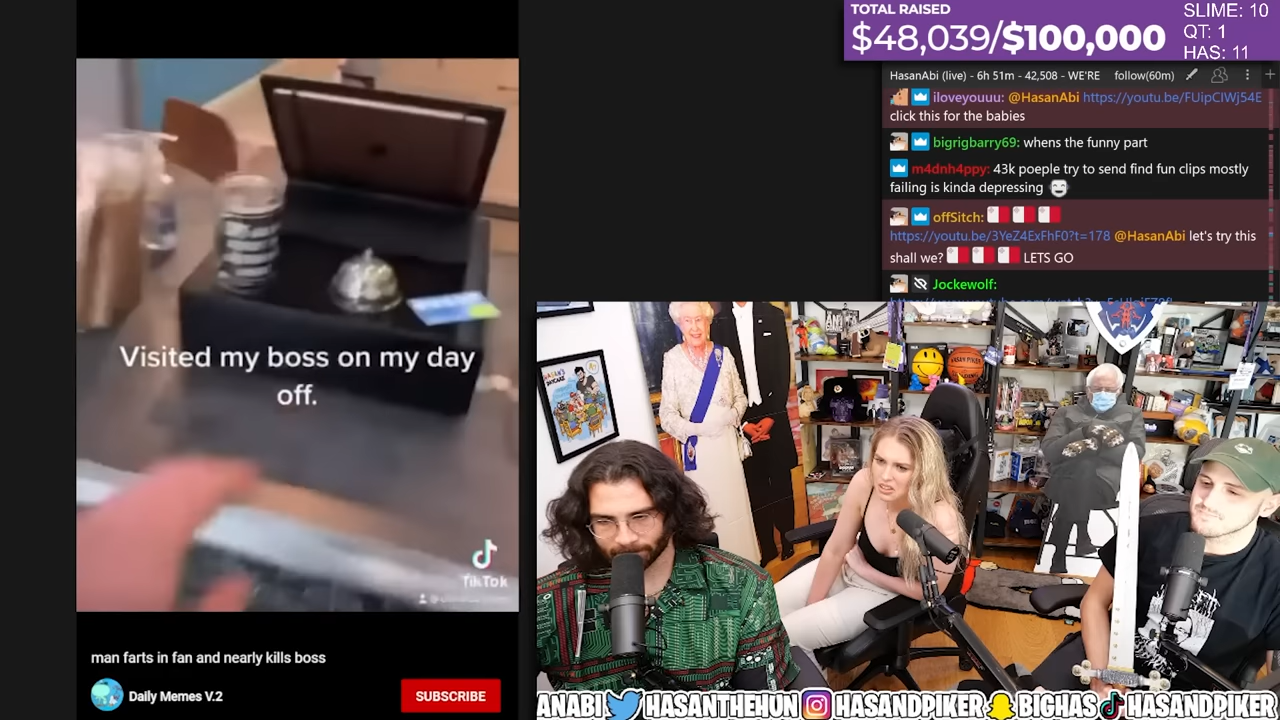 TOTAL RAISED
$48,039/$100,000
SLIME: 10
QT: 1
HAS: 11
HasanAbi (live) - 6h 51m - 42,508 - WE'RE follow(60m)
iloveyouuu: @HasanAbi https://youtu.be/FUipCIWj54E
click this for the babies
bigrigbarry69: whens the funny part
m4dnh4ppy: 43k poeple try to send find fun clips mostly
failing is kinda depressing
offSitch:
https://youtu.be/3YeZ4ExFhF0?t=178 @HasanAbi let's try this
shall we? LETS GO
Jockewolf:
Visited my boss on my day
off.
TikTok
man farts in fan and nearly kills boss
Daily Memes V.2
SUBSCRIBE
ANABI HASANTHEHUN HASANDPIKER BIGHAS HASANDPIKER